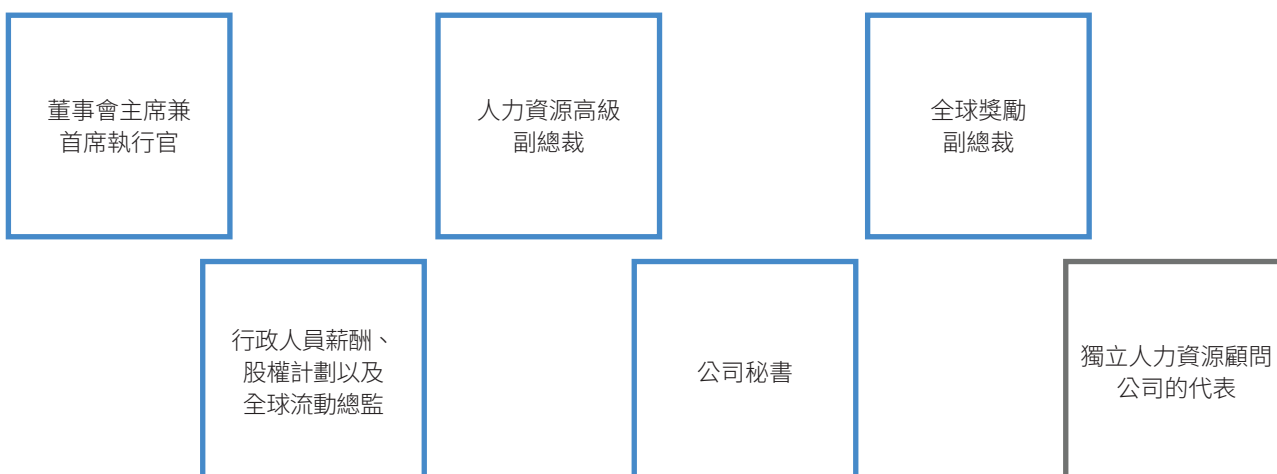 董事會主席兼
首席執行官
人力資源高級
副總裁
全球獎勵
副總裁
行政人員薪酬、
股權計劃以及
全球流動總監
公司秘書
獨立人力資源顧問
公司的代表